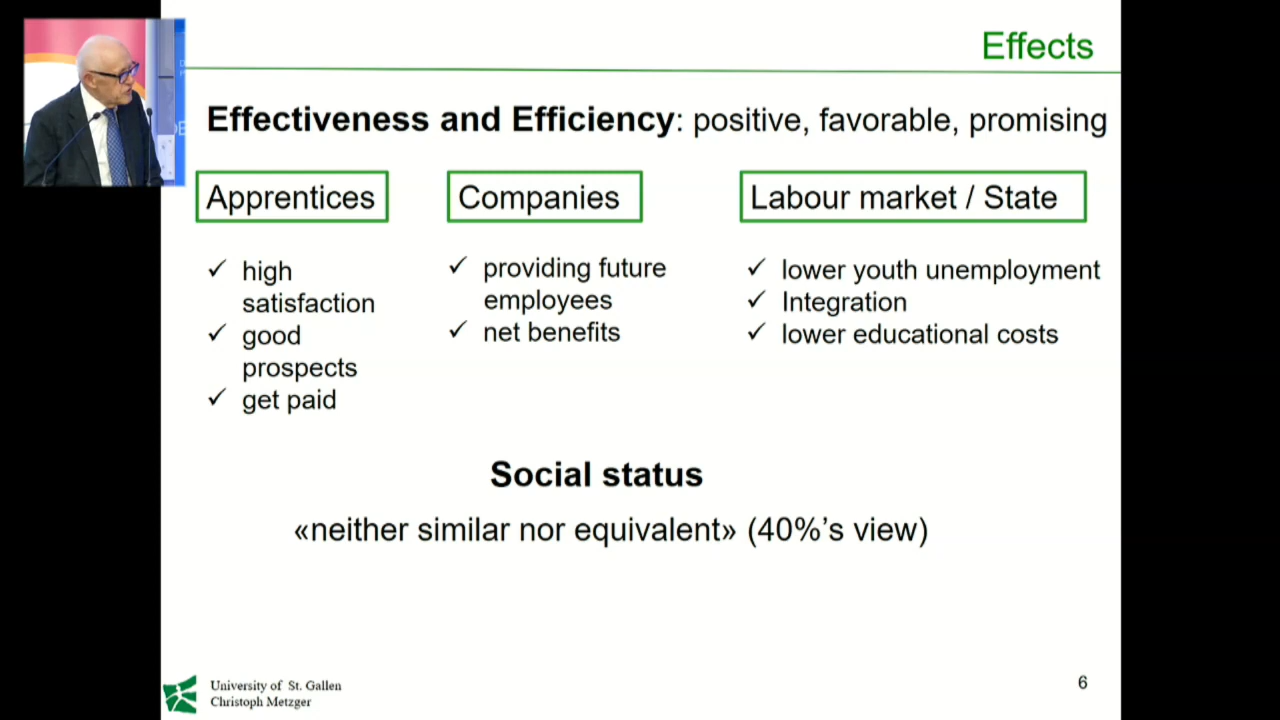 Effects
Effectiveness and Efficiency: positive, favorable, promising
Apprentices
✓ high
satisfaction
✓ good
prospects
✓ get paid
Companies
✓ providing future
employees
✓ net benefits
Labour market / State
✓ lower youth unemployment
✓ Integration
✓ lower educational costs
Social status
«neither similar nor equivalent» (40%’s view)
University of St. Gallen
Christoph Metzger
6